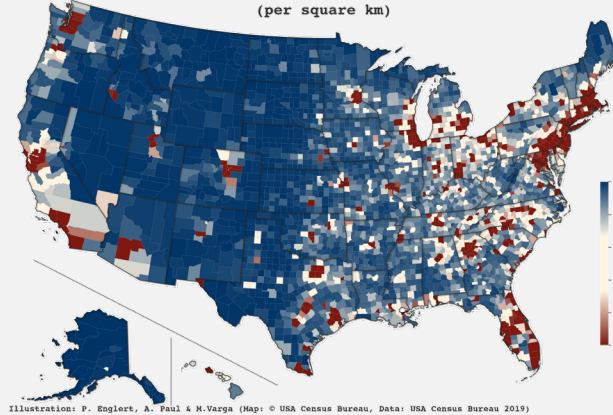 (per square km)
Illustration: P. Englert, A. Paul & M.Varga (Map: © USA Census Bureau, Data: USA Census Bureau 2019)